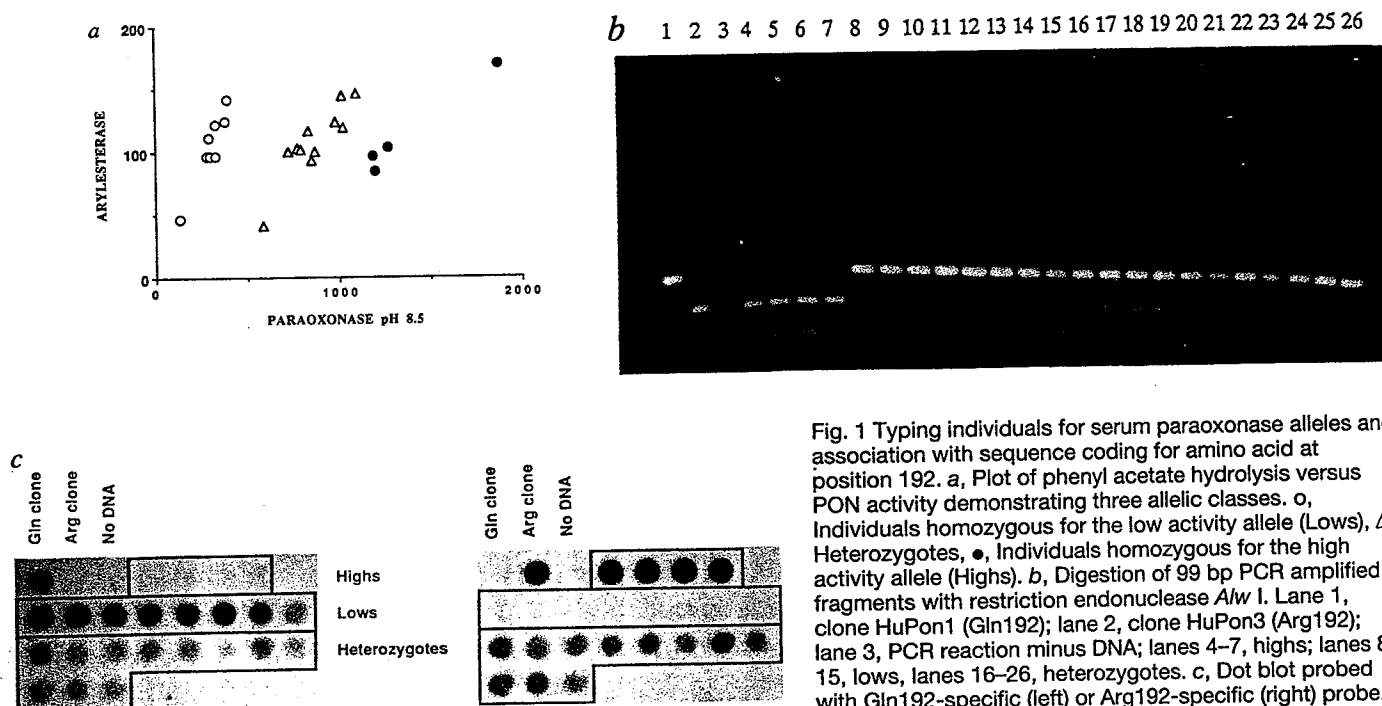 a
200
100
0
ARYLESTERASE
0
1000
2000
PARAOXONASE pH 8.5
b
1 2 3 4 5 6 7 8 9 10 11 12 13 14 15 16 17 18 19 20 21 22 23 24 25 26
c
Gln clone
Arg clone
No DNA
Gln clone
Arg clone
No DNA
Highs
Lows
Heterozygotes
Fig. 1 Typing individuals for serum paraoxonase alleles an
association with sequence coding for amino acid at
position 192. a, Plot of phenyl acetate hydrolysis versus
PON activity demonstrating three allelic classes. o,
Individuals homozygous for the low activity allele (Lows), △
Heterozygotes, ●, Individuals homozygous for the high
activity allele (Highs). b, Digestion of 99 bp PCR amplified
fragments with restriction endonuclease Alw I. Lane 1,
clone HuPon1 (Gln192); lane 2, clone HuPon3 (Arg192);
lane 3, PCR reaction minus DNA; lanes 4–7, highs; lanes 8
15, lows, lanes 16–26, heterozygotes. c, Dot blot probed
with Gln192-specific (left) or Arg192-specific (right) probe.